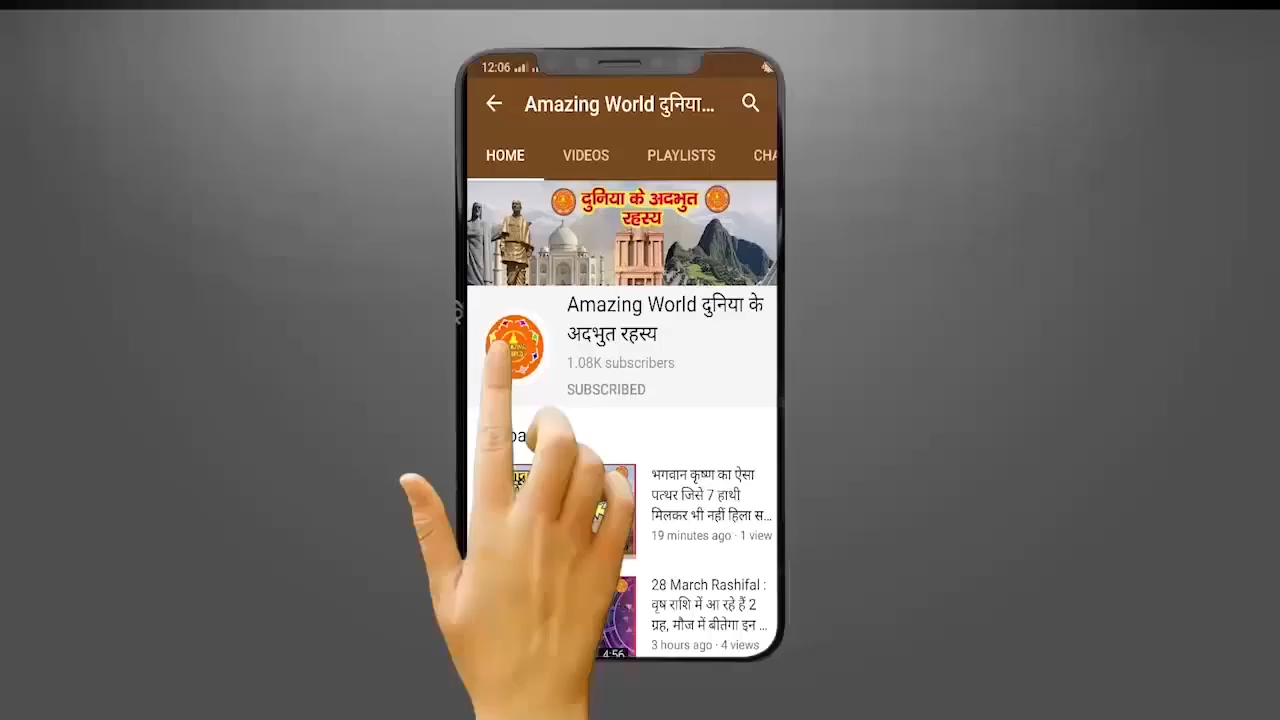 12:06
Amazing World दुनिया...
HOME VIDEOS PLAYLISTS CHA
दुनिया के अदभुत
रहस्य
Amazing World दुनिया के
अदभुत रहस्य
1.08K subscribers
SUBSCRIBED
भगवान कृष्ण का ऐसा
पत्थर जिसे 7 हाथी
मिलकर भी नहीं हिला स...
19 minutes ago · 1 view
28 March Rashifal :
वृष राशि में आ रहे हैं 2
ग्रह, मौज में बीतेगा इन ...
3 hours ago · 4 views
4:56